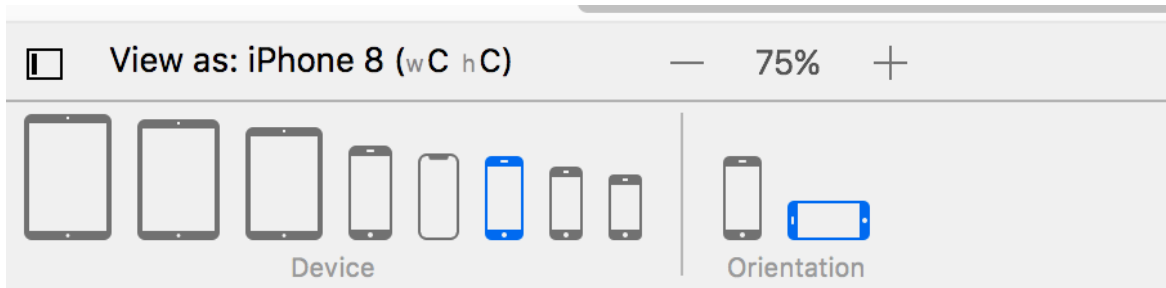 View as: iPhone 8 (wC hC) — 75% +
Device Orientation